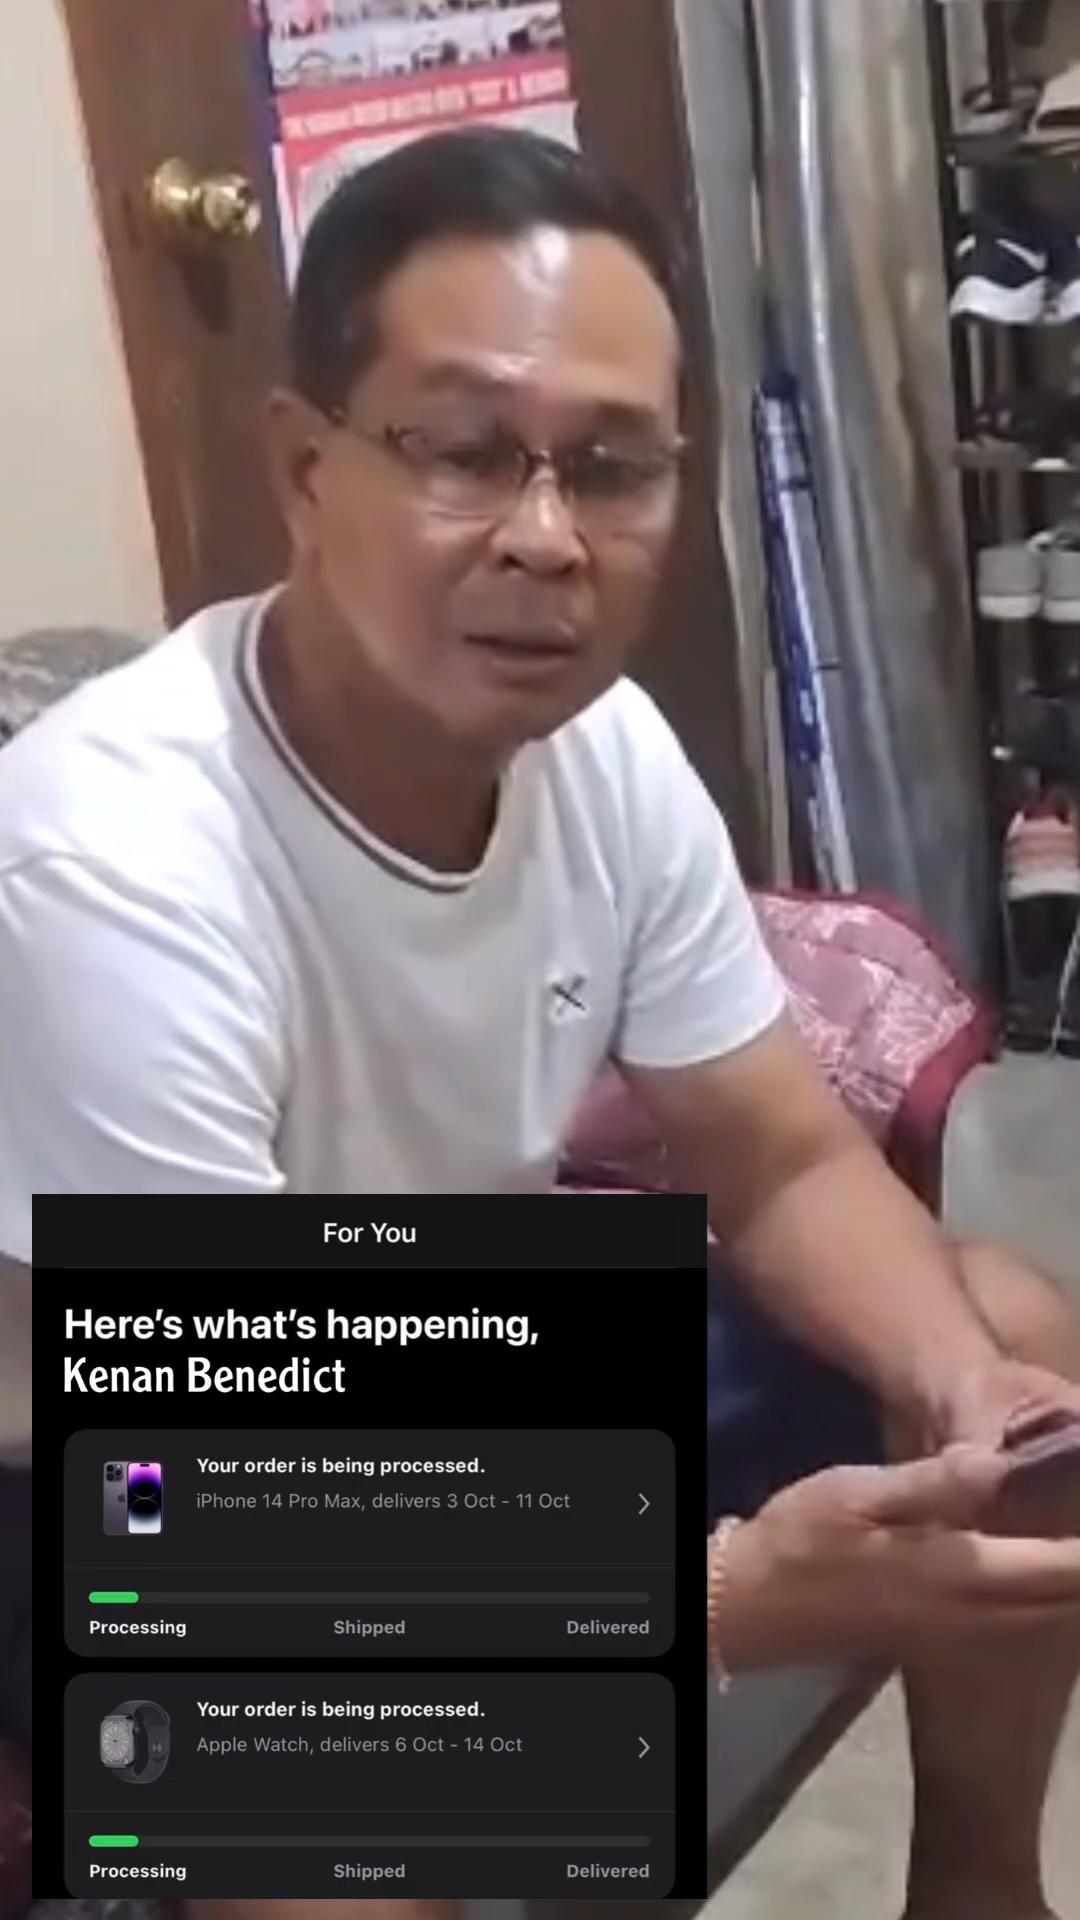 For You
Here's what's happening,
Kenan Benedict
Your order is being processed.
iPhone 14 Pro Max, delivers 3 Oct - 11 Oct
Processing
Shipped
Delivered
Your order is being processed.
Apple Watch, delivers 6 Oct - 14 Oct
Processing
Shipped
Delivered